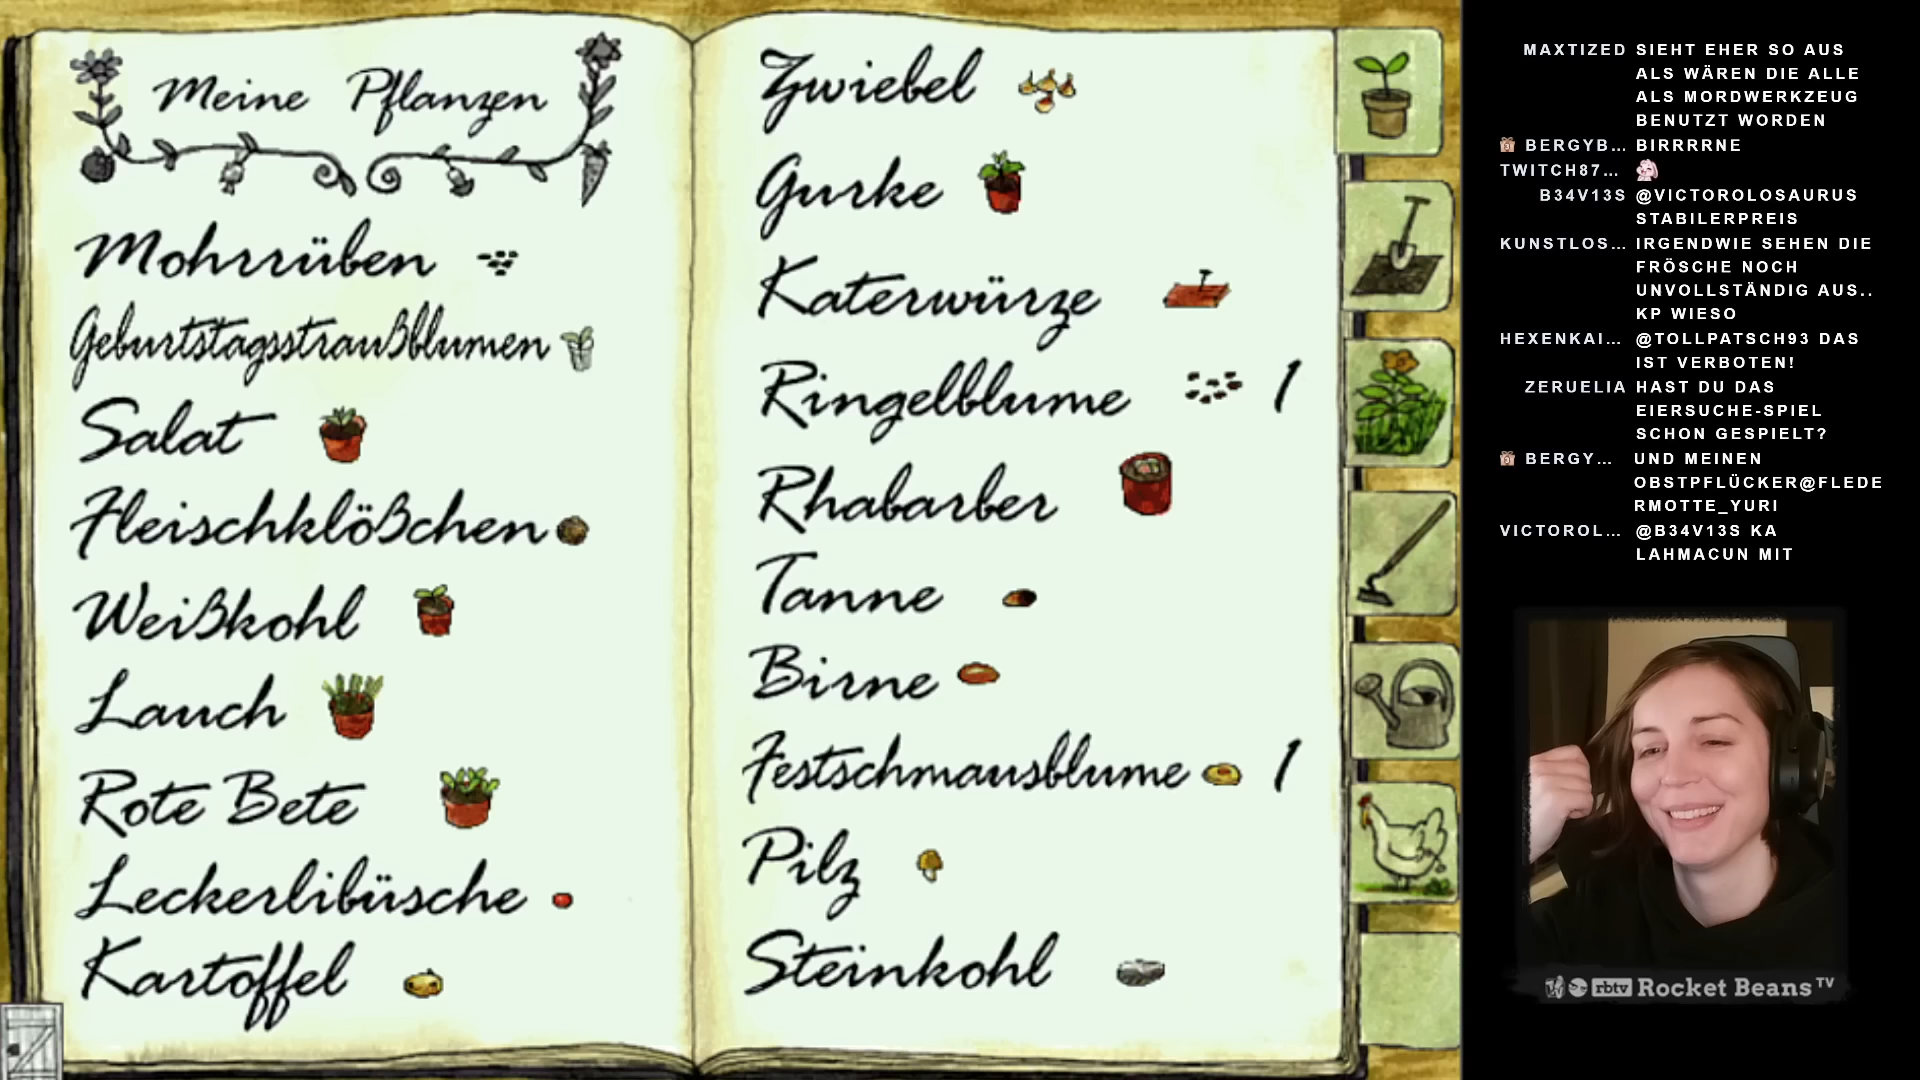 Meine Pflanzen
Mohrrüben
Geburtstagsstraußblumen
Salat
Fleischklößchen
Weißkohl
Lauch
Rote Bete
Leckerlibüsche
Kartoffel
Zwiebel
Gurke
Katerwürze
Ringelblume 1
Rhabarber
Tanne
Birne
Festschmausblume 1
Pilz
Steinkohl
MAXTIZED SIEHT EHER SO AUS
ALS WÄREN DIE ALLE
ALS MORDWERKZEUG
BENUTZT WORDEN
BERGYB... BIRRRRNE
TWITCH87...
B34V13S @VICTOROLOSAURUS
STABILERPREIS
KUNSTLOS... IRGENDWIE SEHEN DIE
FRÖSCHE NOCH
UNVOLLSTÄNDIG AUS..
KP WIESO
HEXENKAI... @TOLLPATSCH93 DAS
IST VERBOTEN!
ZERUELIA HAST DU DAS
EIERSUCHE-SPIEL
SCHON GESPIELT?
BERGY... UND MEINEN
OBSTPFLÜCKER@FLEDE
RMOTTE_YURI
VICTOROL... @B34V13S KA
LAHMACUN MIT
rbtv Rocket Beans TV